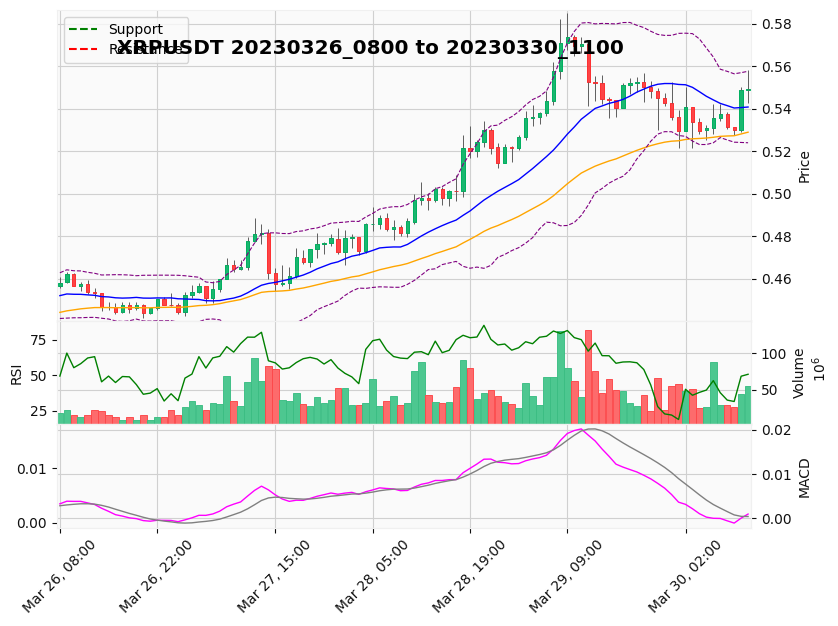 Support
Resistance
XRPUSDT 20230326_0800 to 20230330_1100
0.58
0.56
0.54
0.52
0.50
0.48
0.46
Price
75
50
25
RSI
100
50
Volume
10^6
0.01
0.00
0.02
0.01
0.00
MACD
Mar 26, 08:00
Mar 26, 22:00
Mar 27, 15:00
Mar 28, 05:00
Mar 28, 19:00
Mar 29, 09:00
Mar 30, 02:00